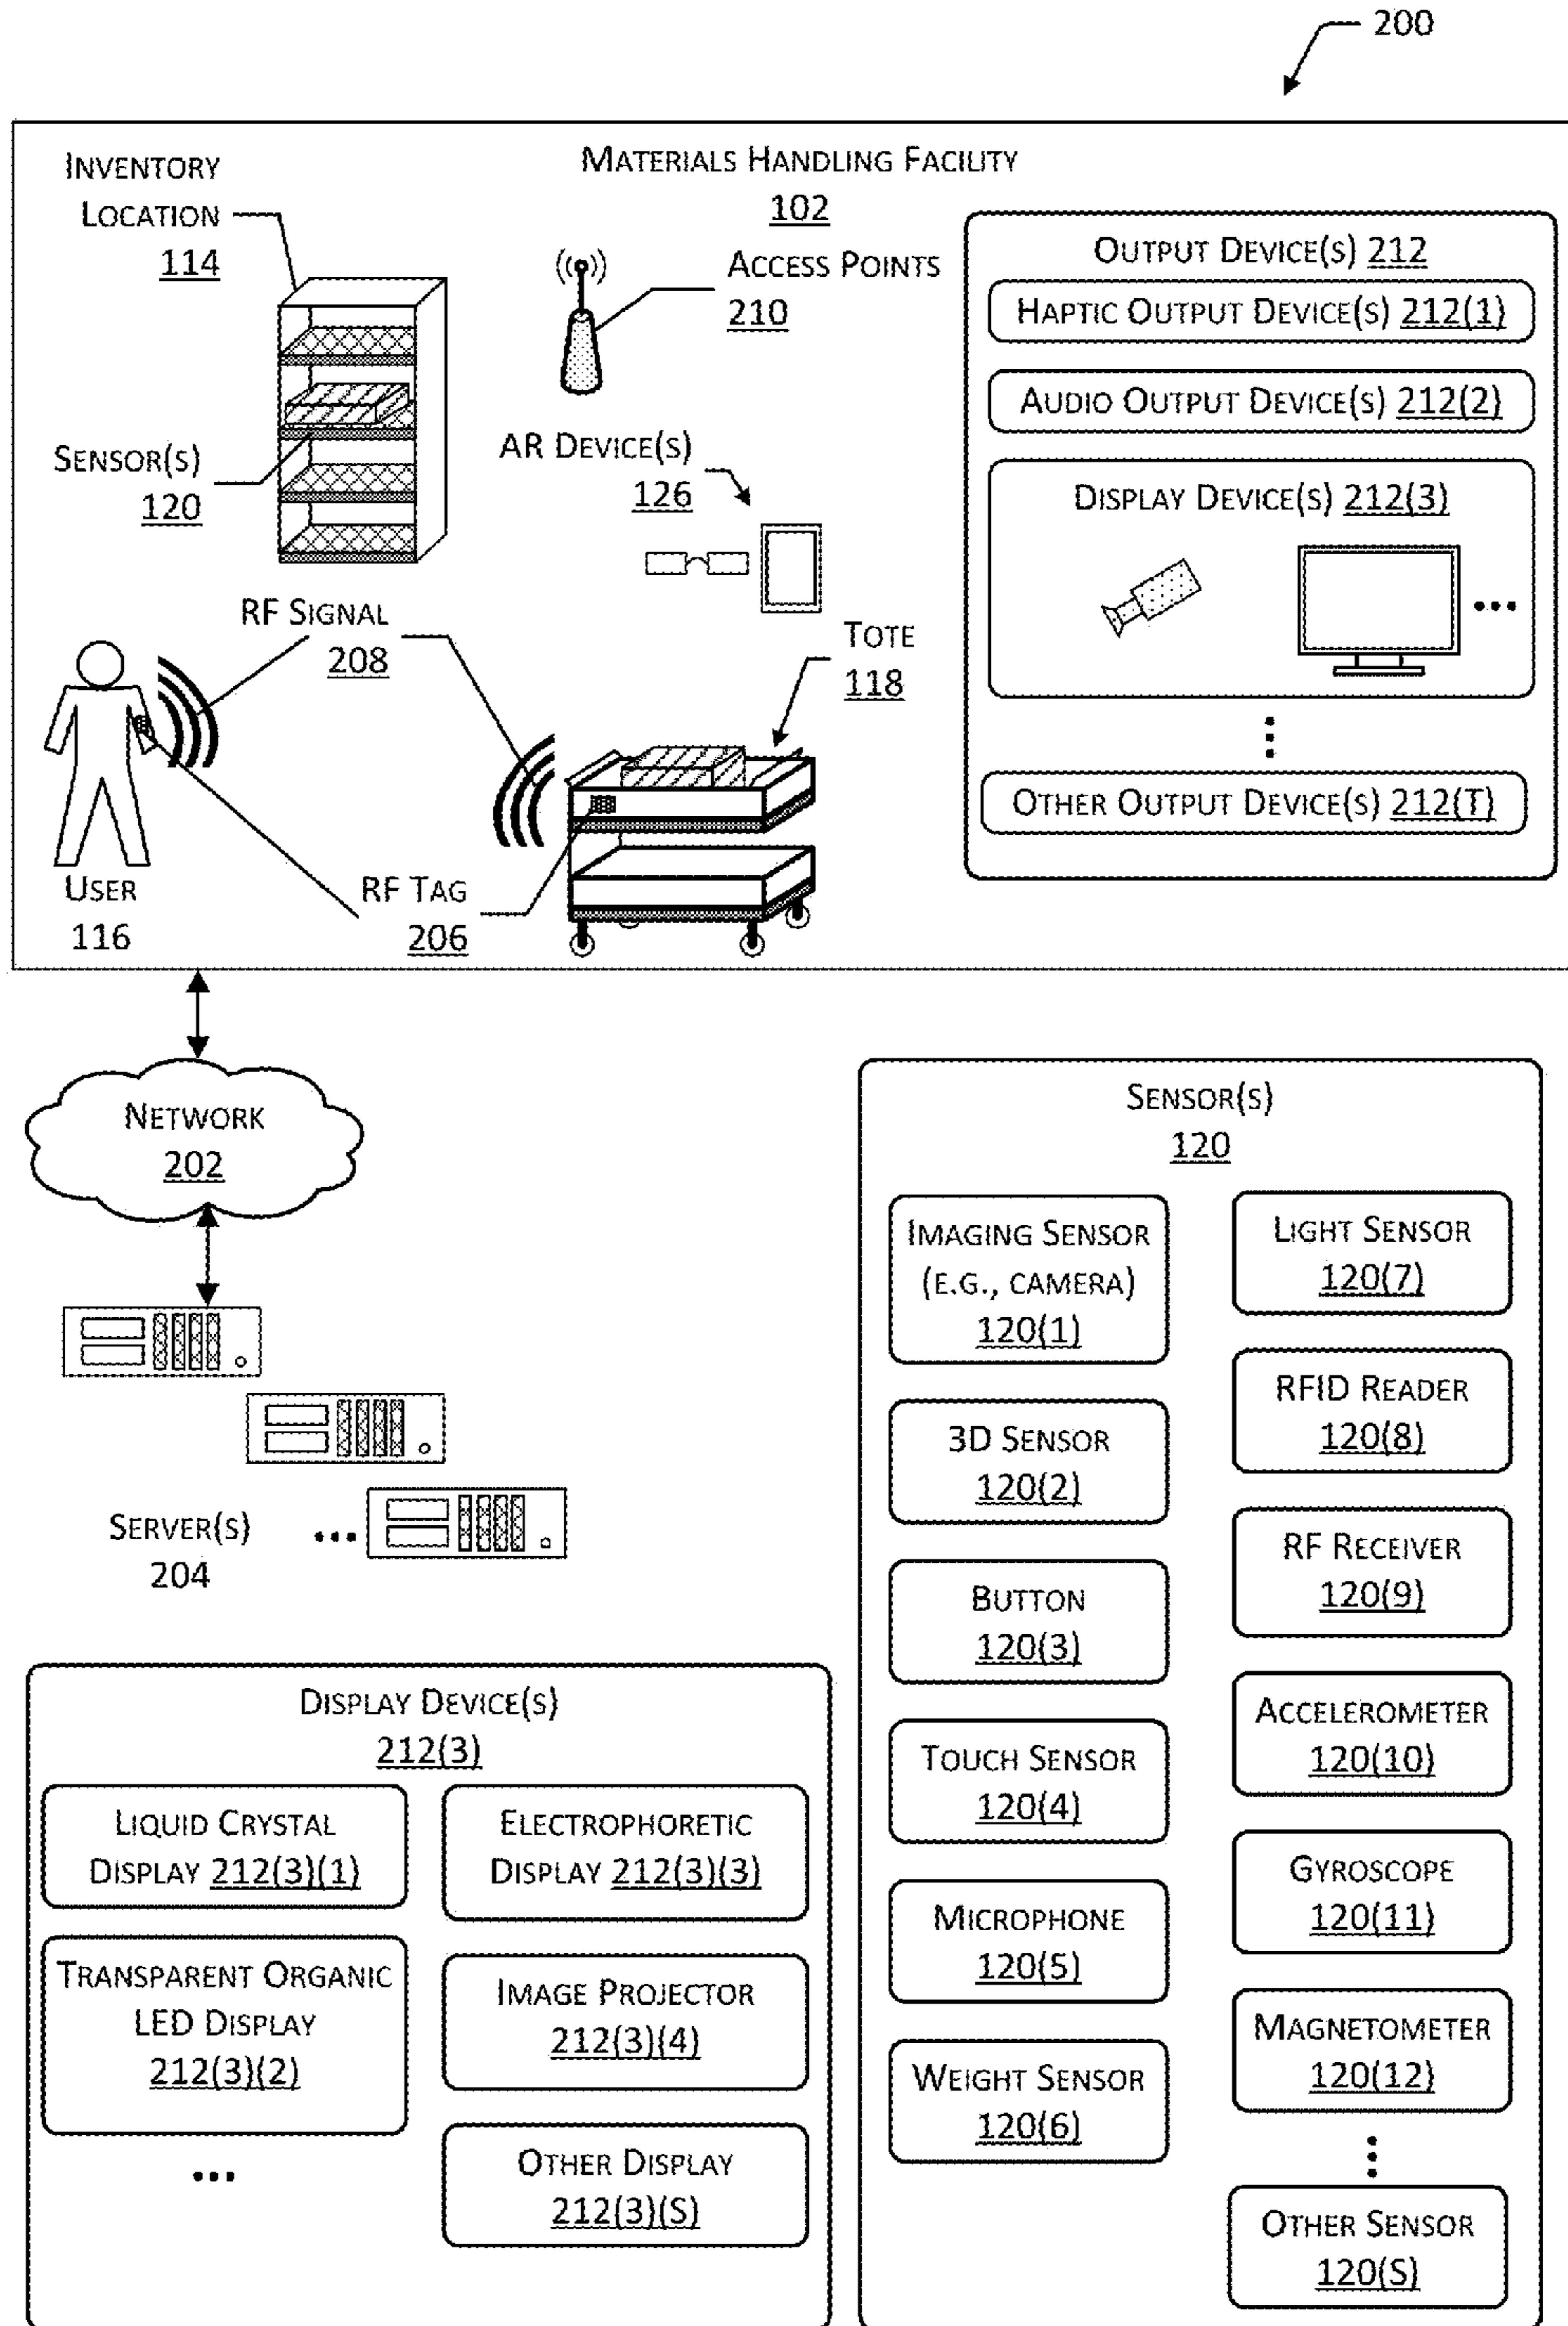 200
INVENTORY
LOCATION
114
MATERIALS HANDLING FACILITY
102
ACCESS POINTS
210
SENSOR(S)
120
AR DEVICE(S)
126
RF SIGNAL
208
TOTE
118
USER
116
RF TAG
206
OUTPUT DEVICE(S) 212
HAPTIC OUTPUT DEVICE(S) 212(1)
AUDIO OUTPUT DEVICE(S) 212(2)
DISPLAY DEVICE(S) 212(3)
...
OTHER OUTPUT DEVICE(S) 212(T)
NETWORK
202
SERVER(S)
204
...
DISPLAY DEVICE(S)
212(3)
LIQUID CRYSTAL
DISPLAY 212(3)(1)
TRANSPARENT ORGANIC
LED DISPLAY
212(3)(2)
...
ELECTROPHORETIC
DISPLAY 212(3)(3)
IMAGE PROJECTOR
212(3)(4)
OTHER DISPLAY
212(3)(S)
SENSOR(S)
120
IMAGING SENSOR
(E.G., CAMERA)
120(1)
3D SENSOR
120(2)
BUTTON
120(3)
TOUCH SENSOR
120(4)
MICROPHONE
120(5)
WEIGHT SENSOR
120(6)
LIGHT SENSOR
120(7)
RFID READER
120(8)
RF RECEIVER
120(9)
ACCELEROMETER
120(10)
GYROSCOPE
120(11)
MAGNETOMETER
120(12)
OTHER SENSOR
120(S)